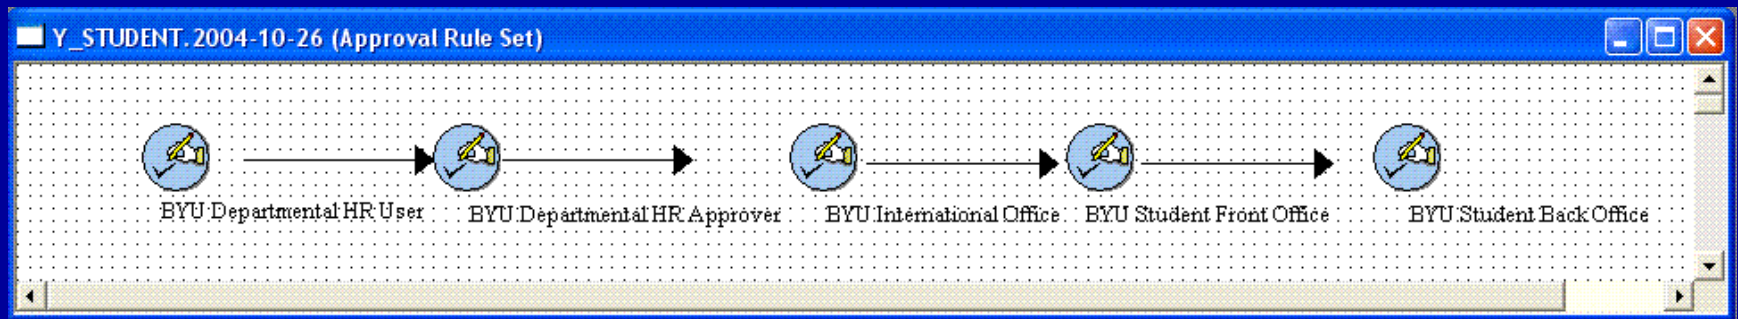 Y_STUDENT.2004-10-26 (Approval Rule Set)
BYU Departmental HR User
BYU Departmental HR Approver
BYU International Office
BYU Student Front Office
BYU Student Back Office